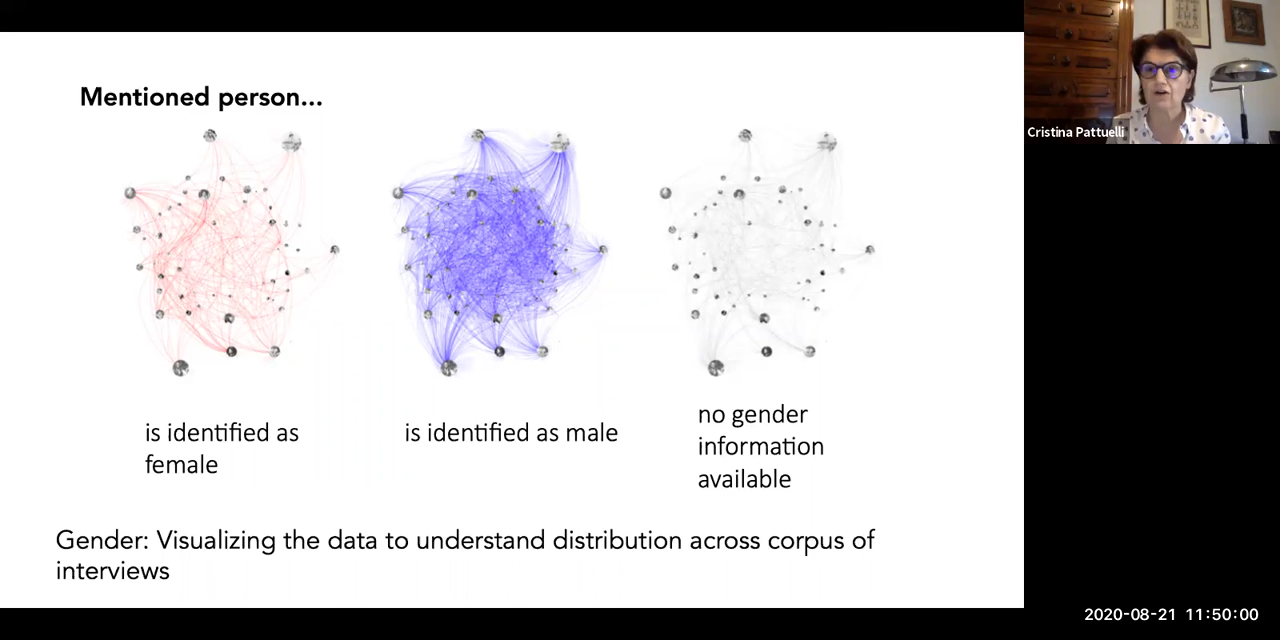 Mentioned person...
Cristina Pattuelli
is identified as
female
is identified as male
no gender
information
available
Gender: Visualizing the data to understand distribution across corpus of
interviews
2020-08-21 11:50:00